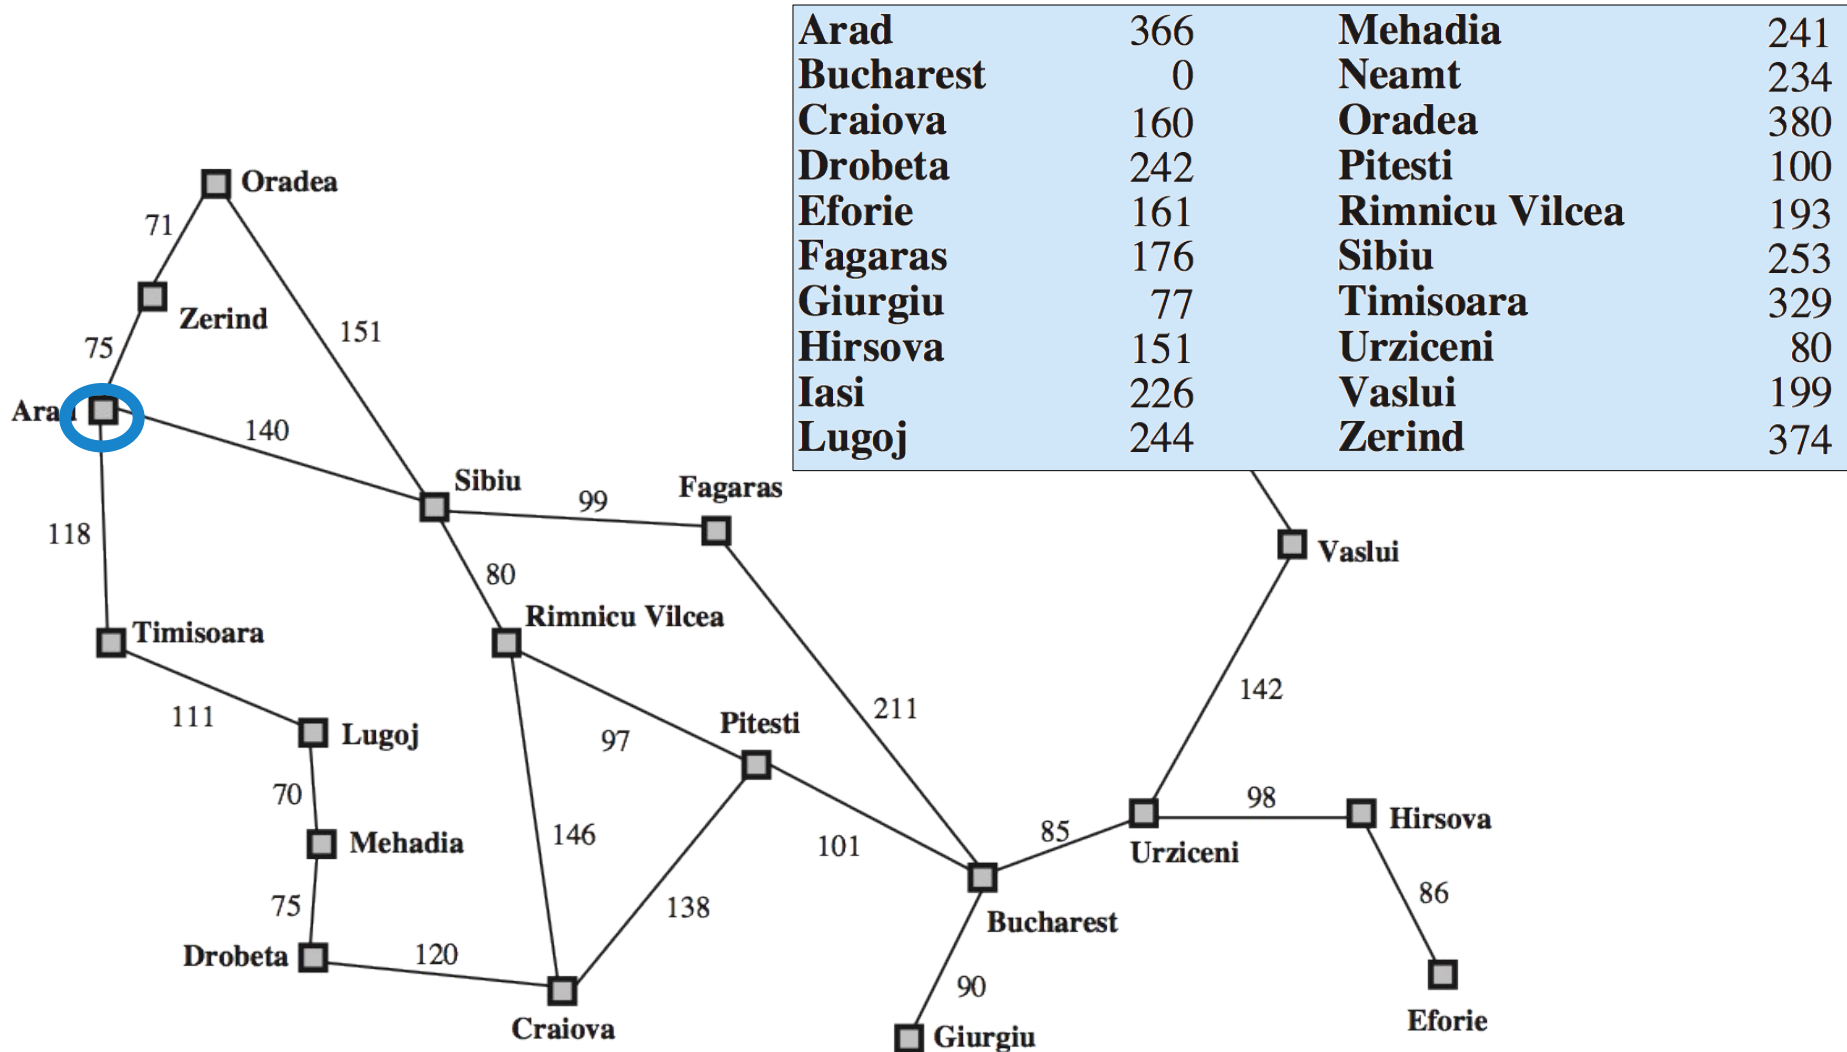 Arad 366 Mehadia 241
Bucharest 0 Neamt 234
Craiova 160 Oradea 380
Drobeta 242 Pitesti 100
Eforie 161 Rimnicu Vilcea 193
Fagaras 176 Sibiu 253
Giurgiu 77 Timisoara 329
Hirsova 151 Urziceni 80
Iasi 226 Vaslui 199
Lugoj 244 Zerind 374
Oradea
71
Zerind
151
75
Arad
140
Sibiu
99
Fagaras
118
Vaslui
80
Rimnicu Vilcea
Timisoara
142
111
211
Lugoj
97
Pitesti
70
98
Mehadia
146
101
85
Hirsova
Urziceni
75
138
86
Bucharest
Drobeta
120
90
Craiova
Giurgiu
Eforie